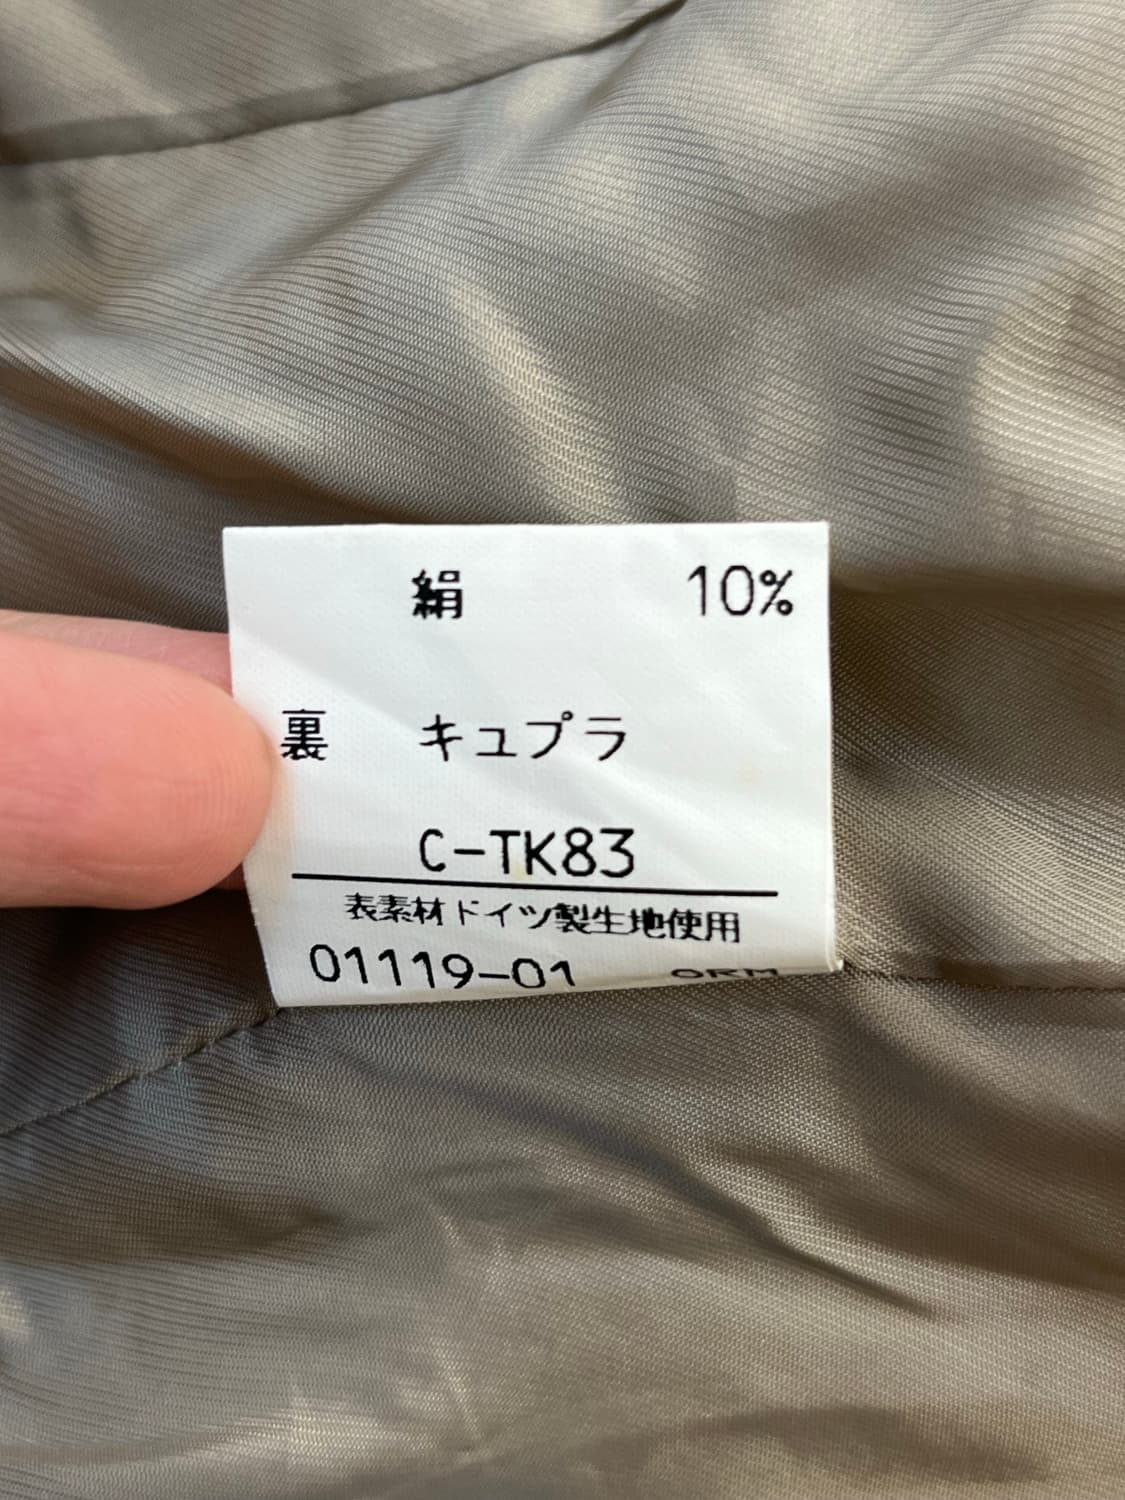 絹 10%
裏 キュプラ
C-TK83
表素材ドイツ製生地使用
01119-01